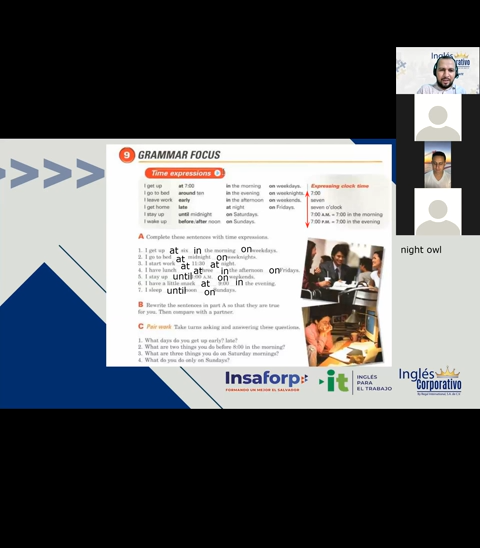 Inglés
9 GRAMMAR FOCUS
Time expressions
I get up at 7:00 in the morning on weekdays.
I go to bed around ten in the evening on weeknights.
I leave work early in the afternoon on weekends.
I get home late at night on Fridays.
I stay up until midnight on Saturdays.
I wake up before/after noon on Sundays.
Expressing clock time
7:00
seven
seven o'clock
7:00 A.M. = 7:00 in the morning
7:00 P.M. = 7:00 in the evening
A Complete these sentences with time expressions.
1. I get up at six in the morning on weekdays.
2. I go to bed at midnight on weeknights.
3. I start work at 11:30 at night.
4. I have lunch at three in the afternoon on Fridays.
5. I stay up until A.M. on weekends.
6. I have a little snack at 9:00 in the evening.
7. I sleep until noon on Sundays.
B Rewrite the sentences in part A so that they are
true for you. Then compare with a partner.
C Pair work Take turns asking and answering these questions.
1. What days do you get up early? late?
2. What are two things you do before 8:00 in the morning?
3. What are three things you do on Saturday mornings?
4. What do you do only on Sundays?
night owl
Insaforp
FORMANDO UN MEJOR EL SALVADOR
it
INGLÉS
PARA
EL TRABAJO
Inglés
Corporativo